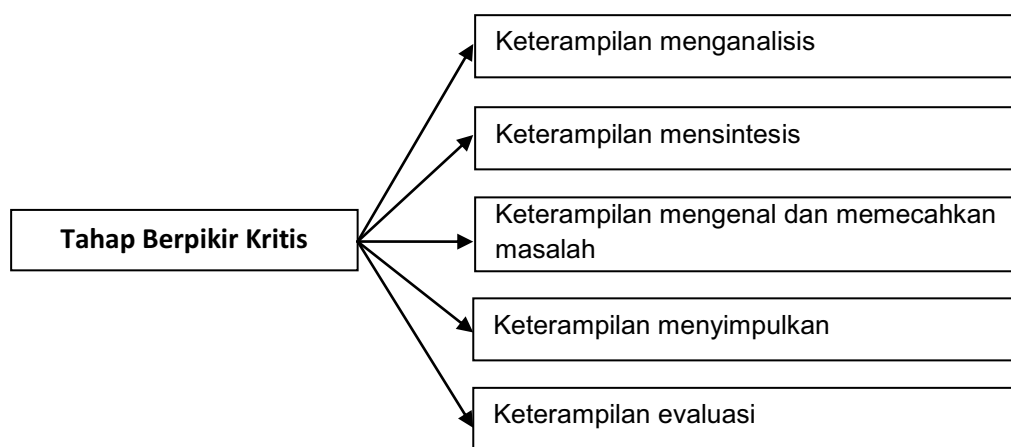 Keterampilan menganalisis
Keterampilan mensintesis
Tahap Berpikir Kritis
Keterampilan mengenal dan memecahkan
masalah
Keterampilan menyimpulkan
Keterampilan evaluasi